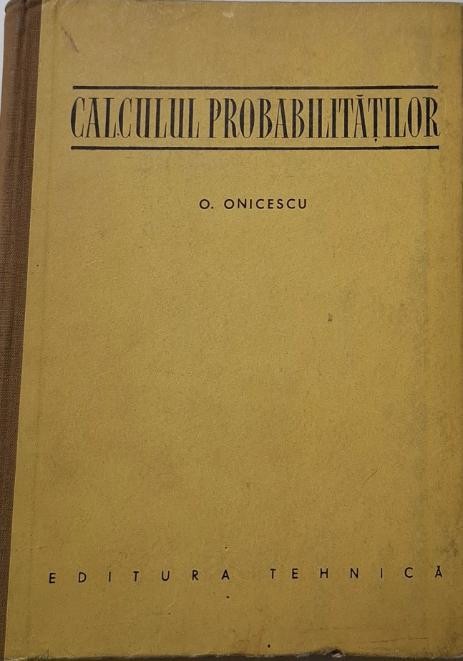 CALCULUL PROBABILITĂȚILOR
O. ONICESCU
EDITURA TEHNICĂ